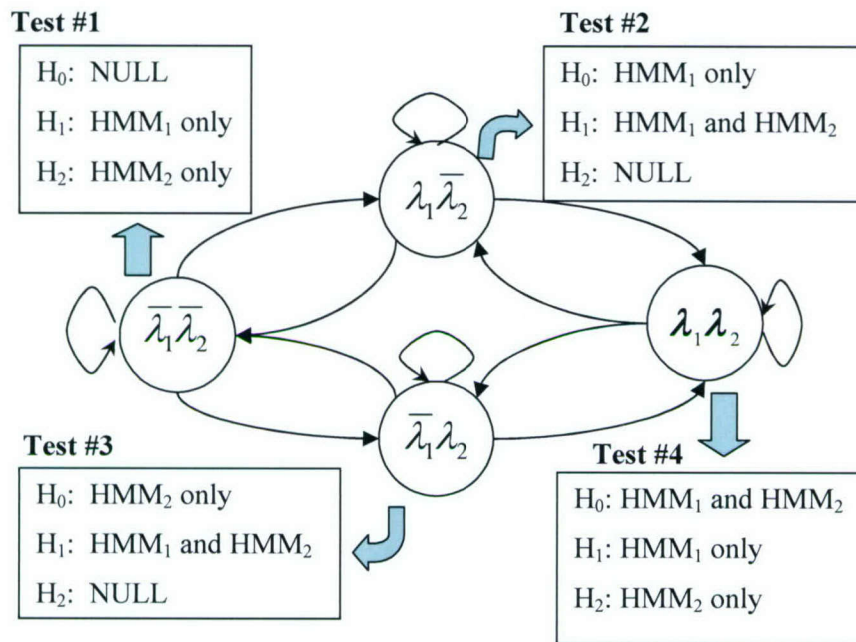 Test #1
H₀: NULL
H₁: HMM₁ only
H₂: HMM₂ only
Test #2
H₀: HMM₁ only
H₁: HMM₁ and HMM₂
H₂: NULL
λ₁λ̅₂
λ̅₁λ̅₂
λ₁λ₂
λ̅₁λ₂
Test #3
H₀: HMM₂ only
H₁: HMM₁ and HMM₂
H₂: NULL
Test #4
H₀: HMM₁ and HMM₂
H₁: HMM₁ only
H₂: HMM₂ only